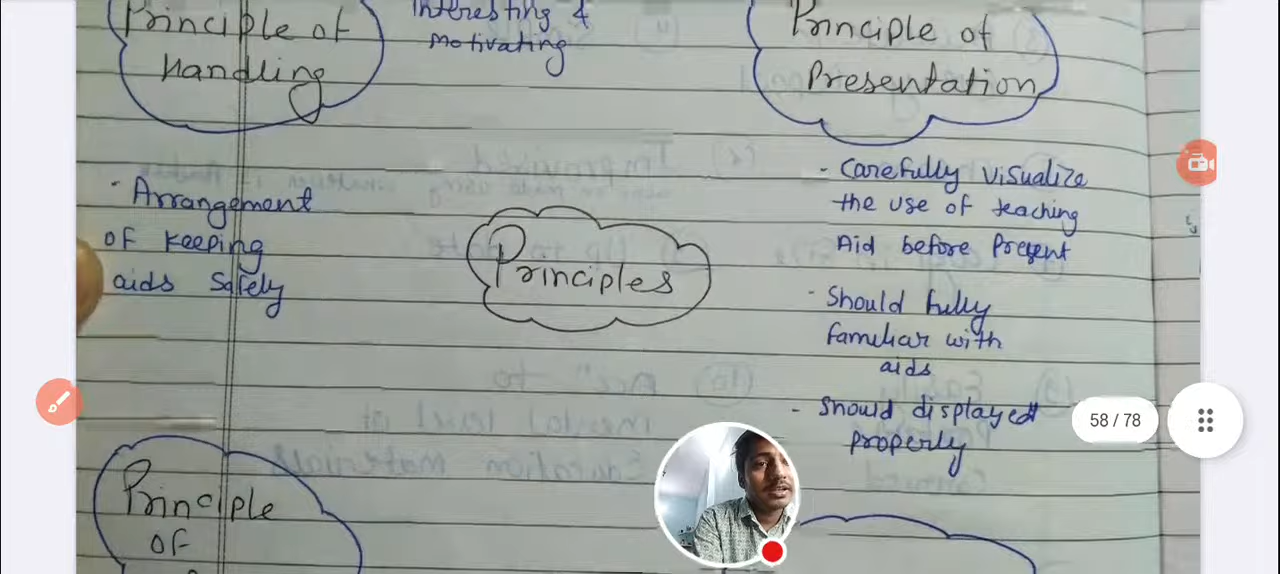 Principle of
Handling
Interesting &
Motivating
Principle of
Presentation
· Arrangement
of keeping
aids safely
Principles
· Carefully visualize
the use of teaching
Aid before Present
· Should fully
familiar with
aids
· Should displayed
properly
58 / 78
Principle
OF